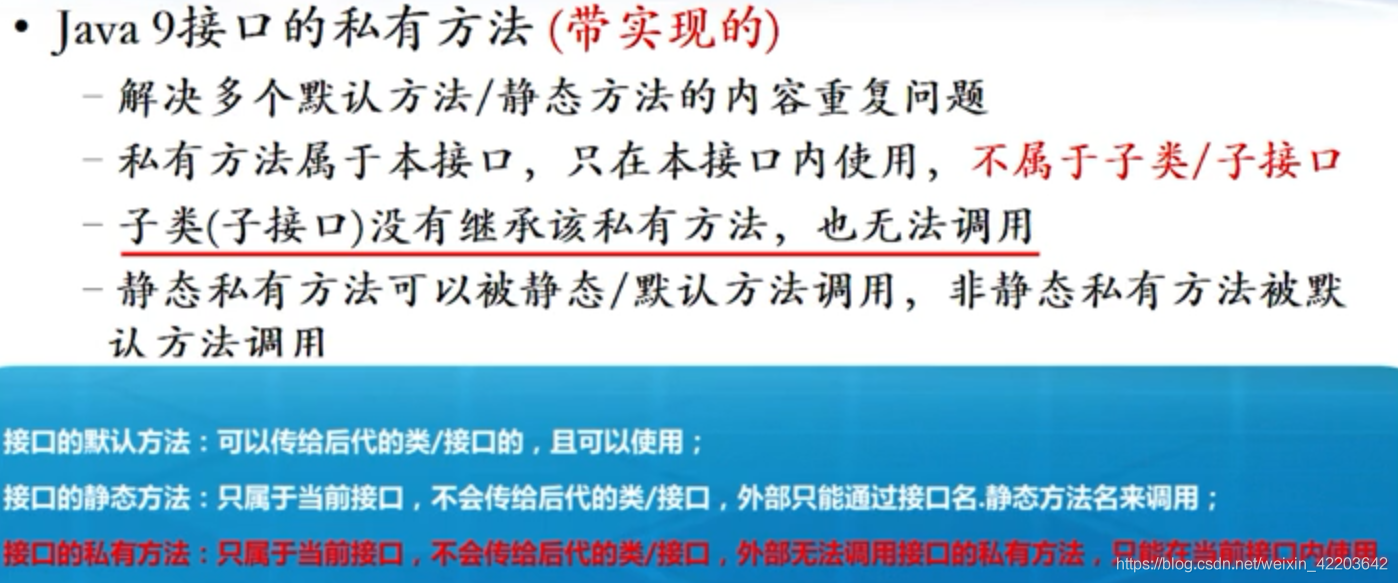 • Java 9接口的私有方法 (带实现的)
– 解决多个默认方法/静态方法的内容重复问题
– 私有方法属于本接口，只在本接口内使用，不属于子类/子接口
– 子类(子接口)没有继承该私有方法，也无法调用
– 静态私有方法可以被静态/默认方法调用，非静态私有方法被默
认方法调用
接口的默认方法：可以传给后代的类/接口的，且可以使用；
接口的静态方法：只属于当前接口，不会传给后代的类/接口，外部只能通过接口名.静态方法名来调用；
接口的私有方法：只属于当前接口，不会传给后代的类/接口，外部无法调用接口的私有方法，只能在当前接口内使用
https://blog.csdn.net/weixin_42203642